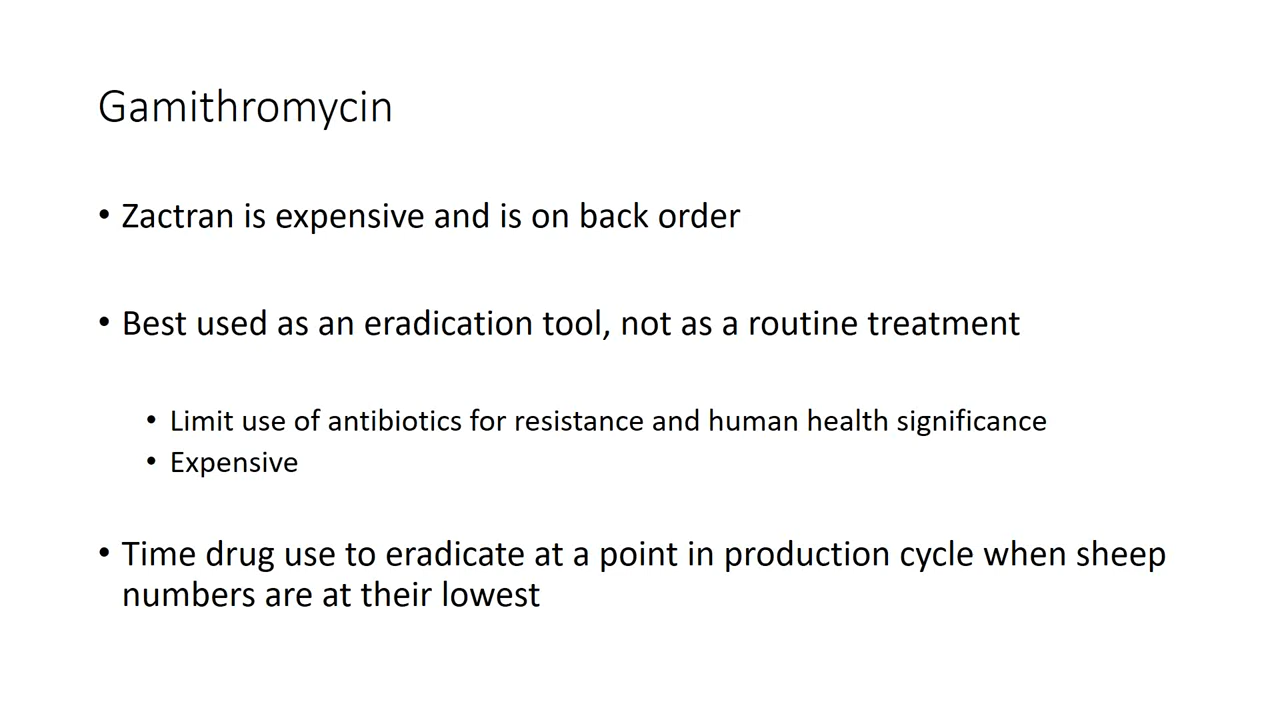 Gamithromycin
• Zactran is expensive and is on back order
• Best used as an eradication tool, not as a routine treatment
• Limit use of antibiotics for resistance and human health significance
• Expensive
• Time drug use to eradicate at a point in production cycle when sheep
numbers are at their lowest